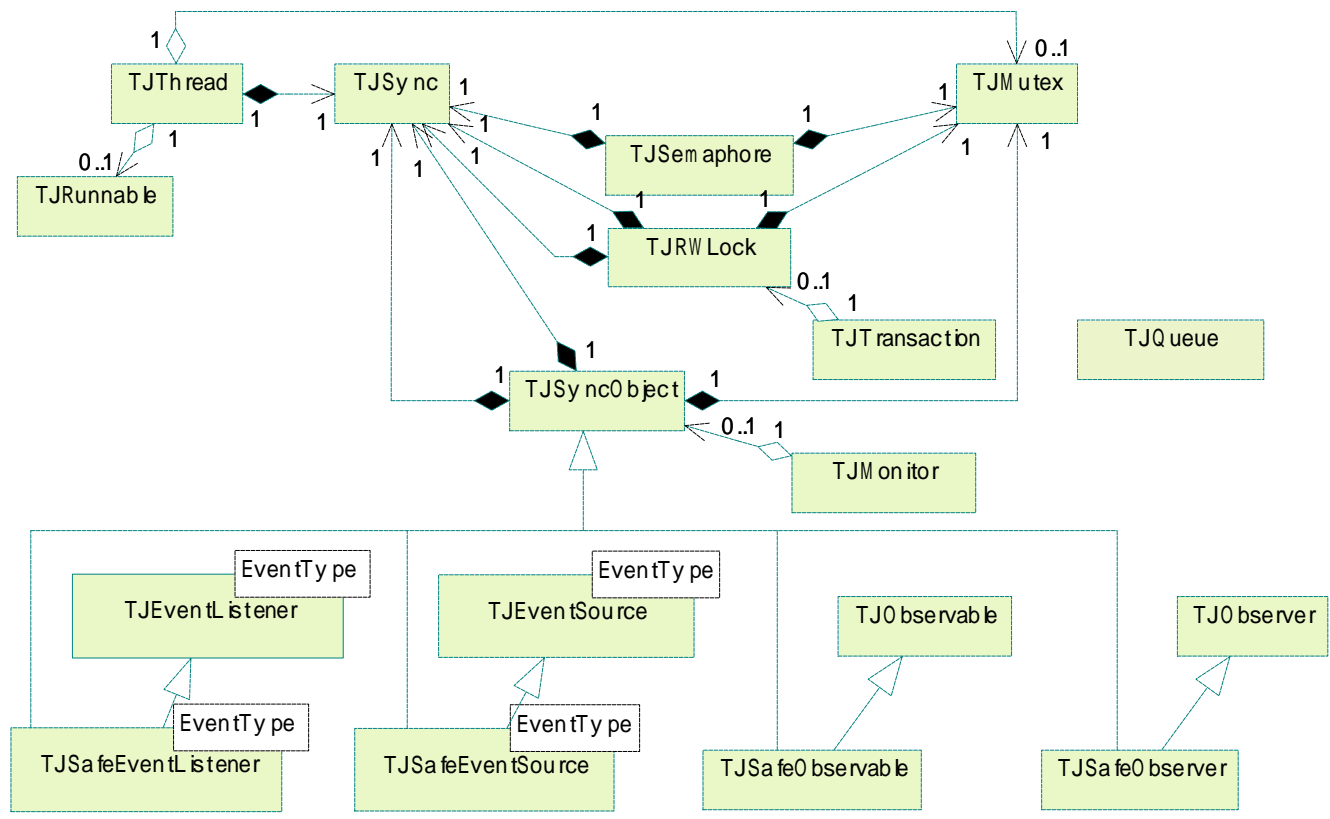 1
0..1
TJThread
TJSync
TJMutex
1
1
1
1
1
1
1
1
TJSemaphore
1
1
1
1
1
0..1
1
1
TJRunnable
1
TJRWLock
0..1
1
TJTransaction
TJQueue
1
1
1
TJSyncObject
0..1
1
TJMonitor
EventType
EventType
TJEventListener
TJEventSource
TJObservable
TJObserver
EventType
EventType
TJSafeEventListener
TJSafeEventSource
TJSafeObservable
TJSafeObserver